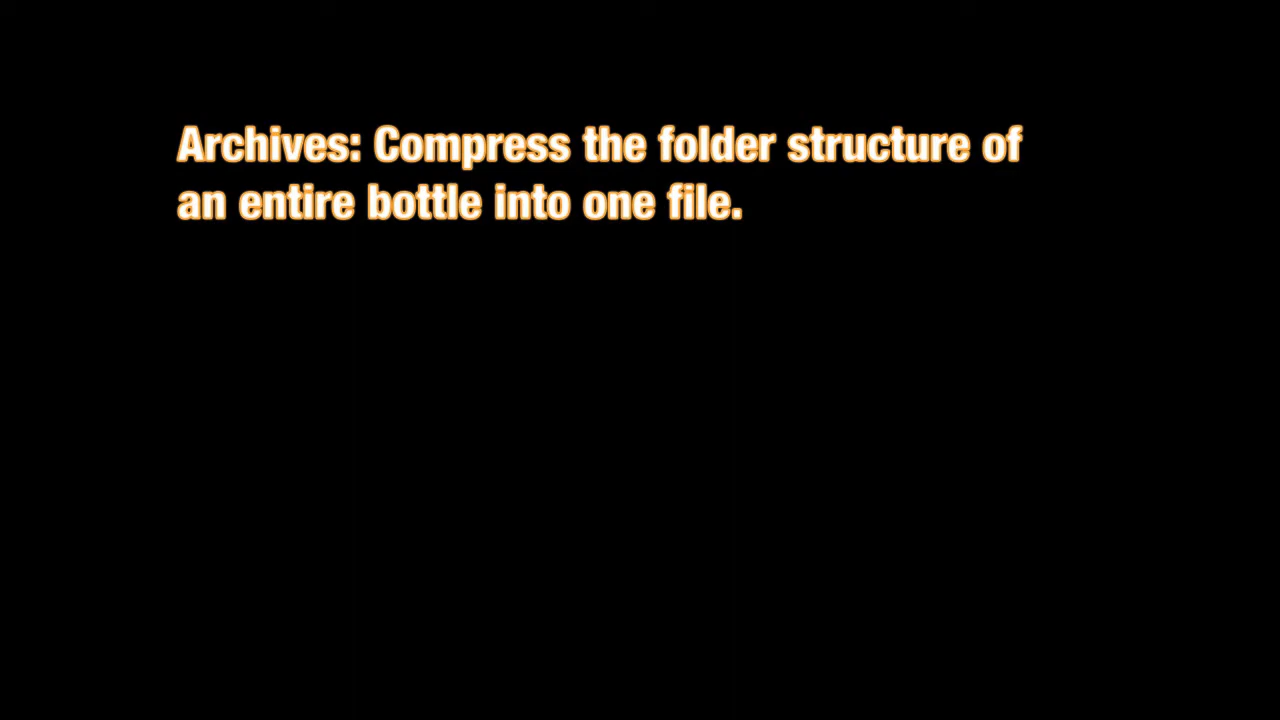 Archives: Compress the folder structure of
an entire bottle into one file.